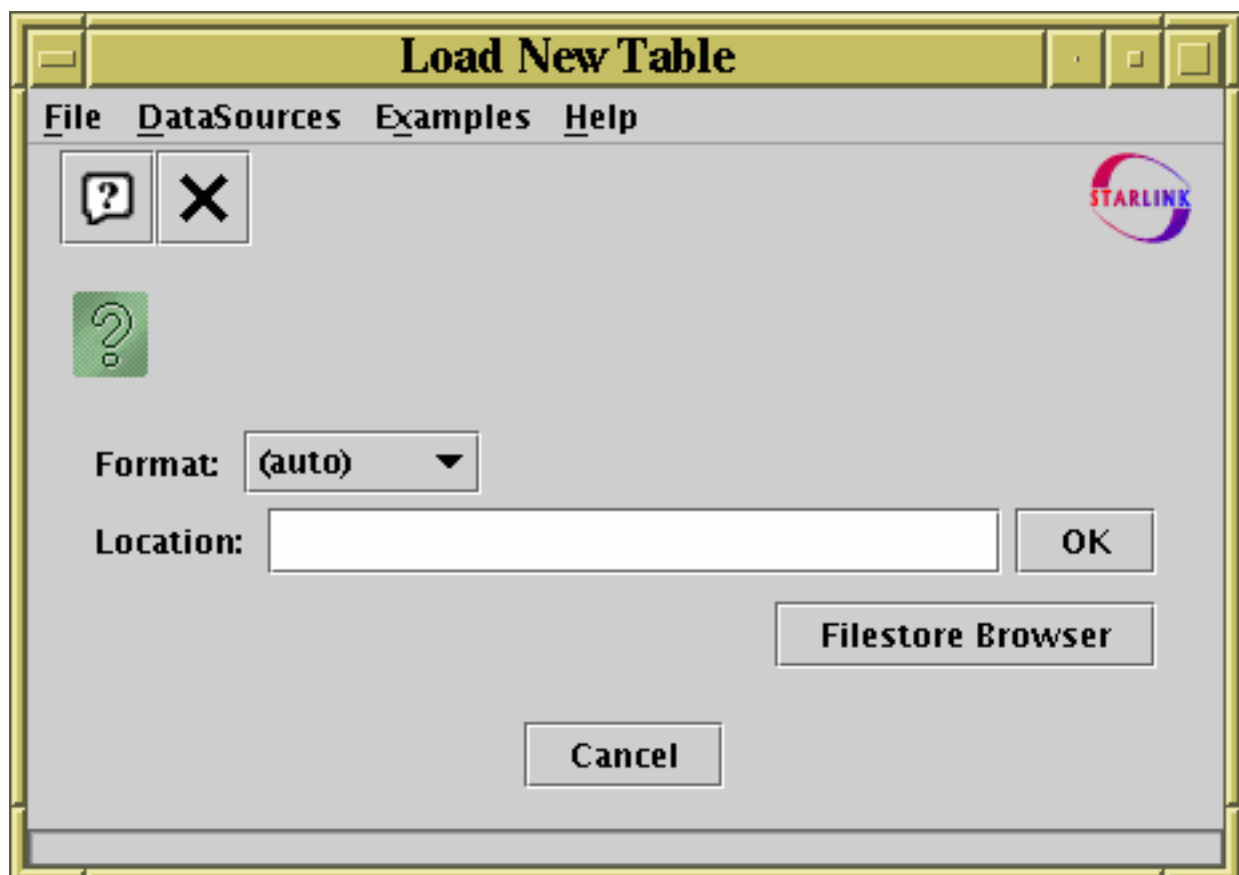 Load New Table
File DataSources Examples Help
?
STARLINK
?
Format: (auto)
Location: OK
Filestore Browser
Cancel